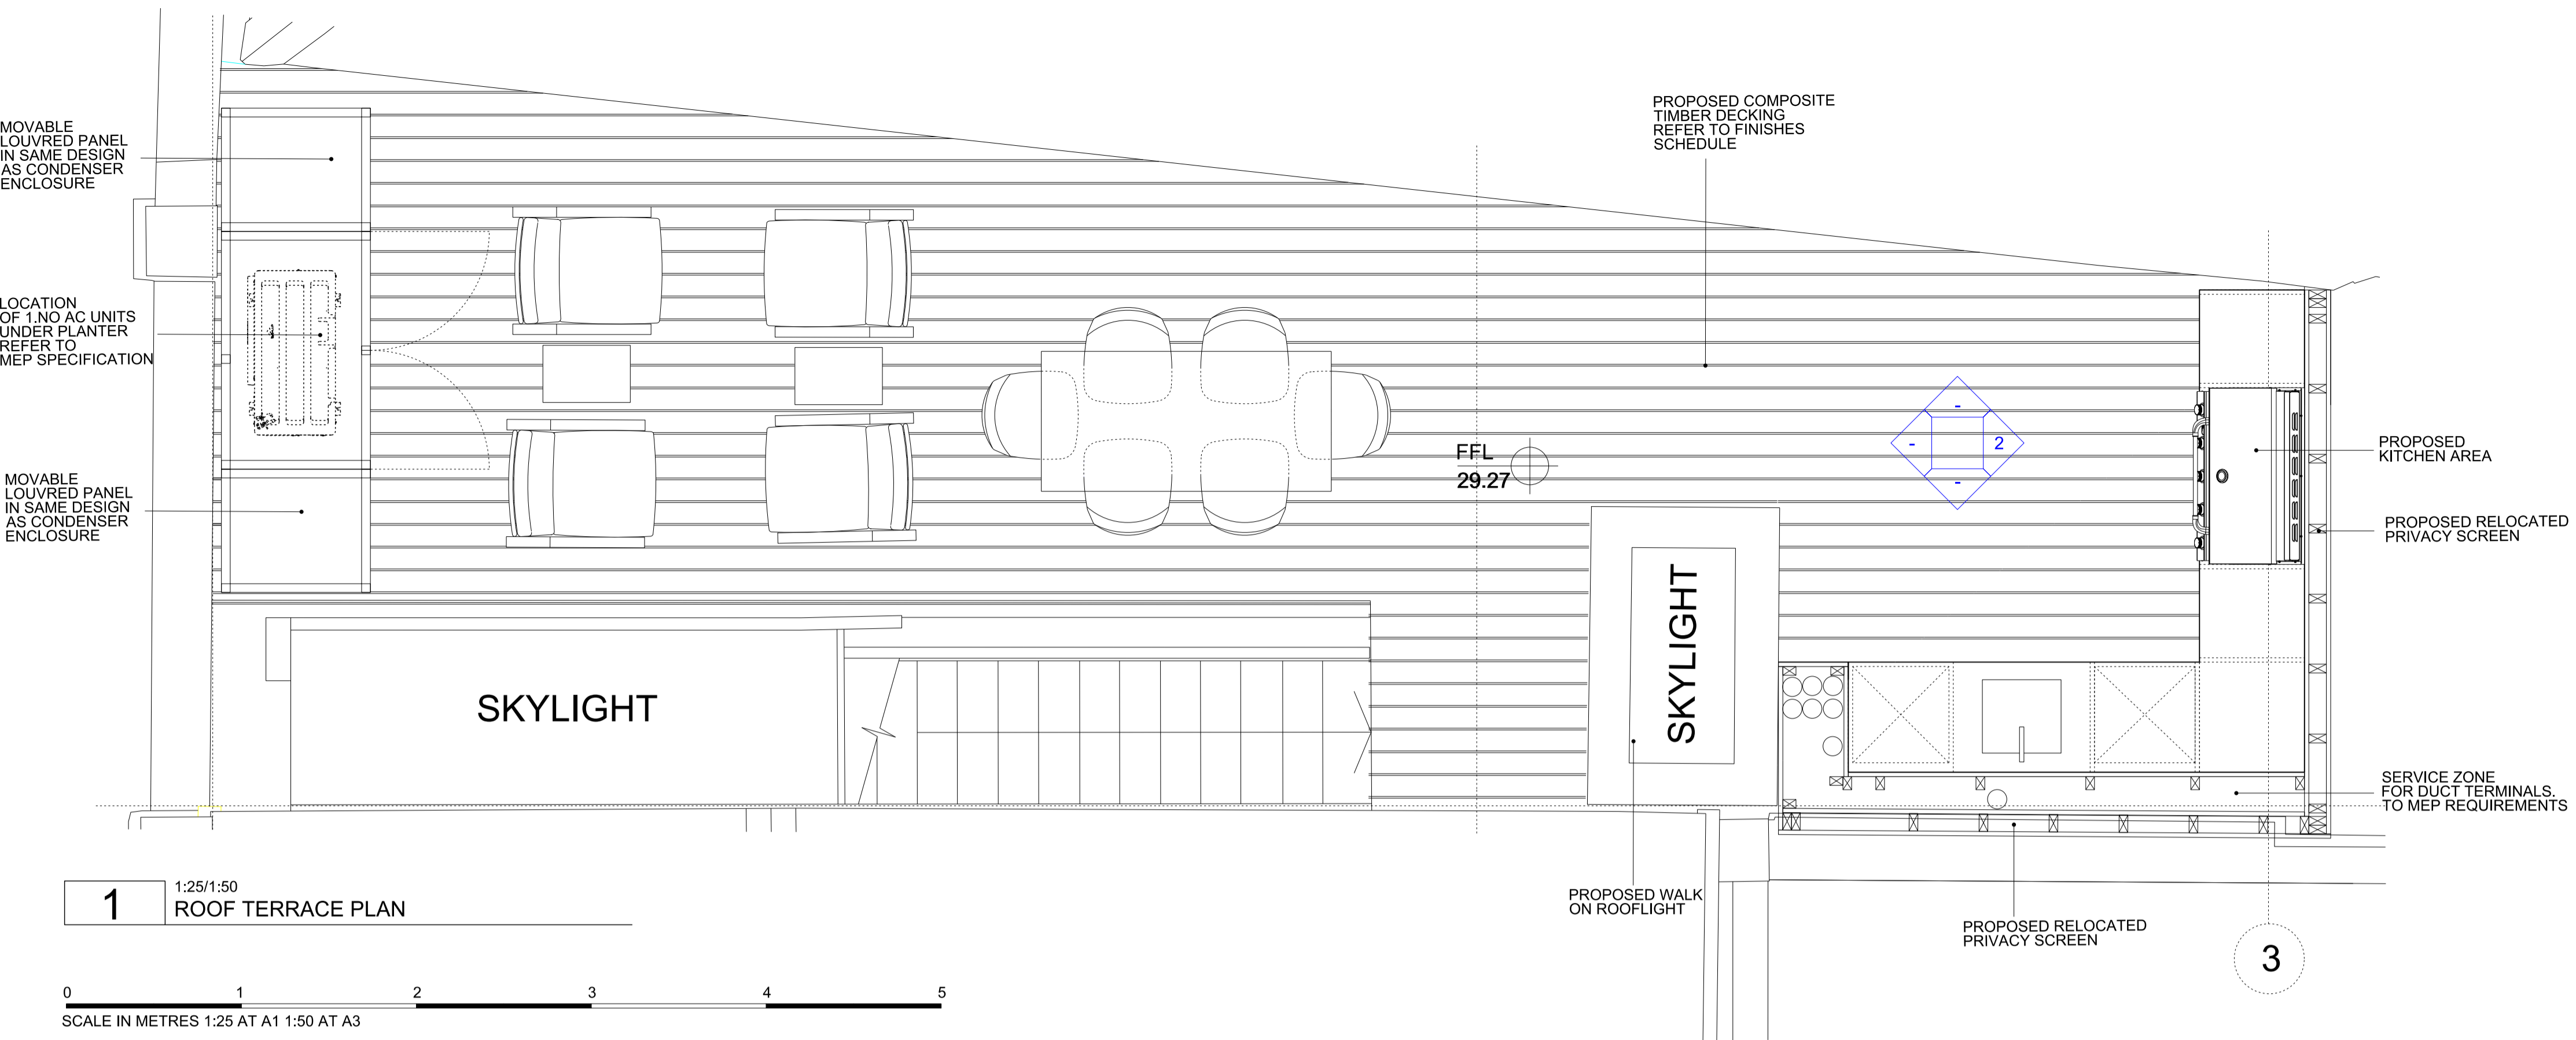 PROPOSED COMPOSITE
TIMBER DECKING
REFER TO FINISHES
SCHEDULE
MOVABLE
LOUVRED PANEL
IN SAME DESIGN
AS CONDENSER
ENCLOSURE
LOCATION
OF 1.NO AC UNITS
UNDER PLANTER
REFER TO
MEP SPECIFICATION
MOVABLE
LOUVRED PANEL
IN SAME DESIGN
AS CONDENSER
ENCLOSURE
FFL
29.27
-
-
2
-
PROPOSED
KITCHEN AREA
PROPOSED RELOCATED
PRIVACY SCREEN
SKYLIGHT
SKYLIGHT
SERVICE ZONE
FOR DUCT TERMINALS.
TO MEP REQUIREMENTS
PROPOSED WALK
ON ROOFLIGHT
PROPOSED RELOCATED
PRIVACY SCREEN
3
1
1:25/1:50
ROOF TERRACE PLAN
0 1 2 3 4 5
SCALE IN METRES 1:25 AT A1 1:50 AT A3